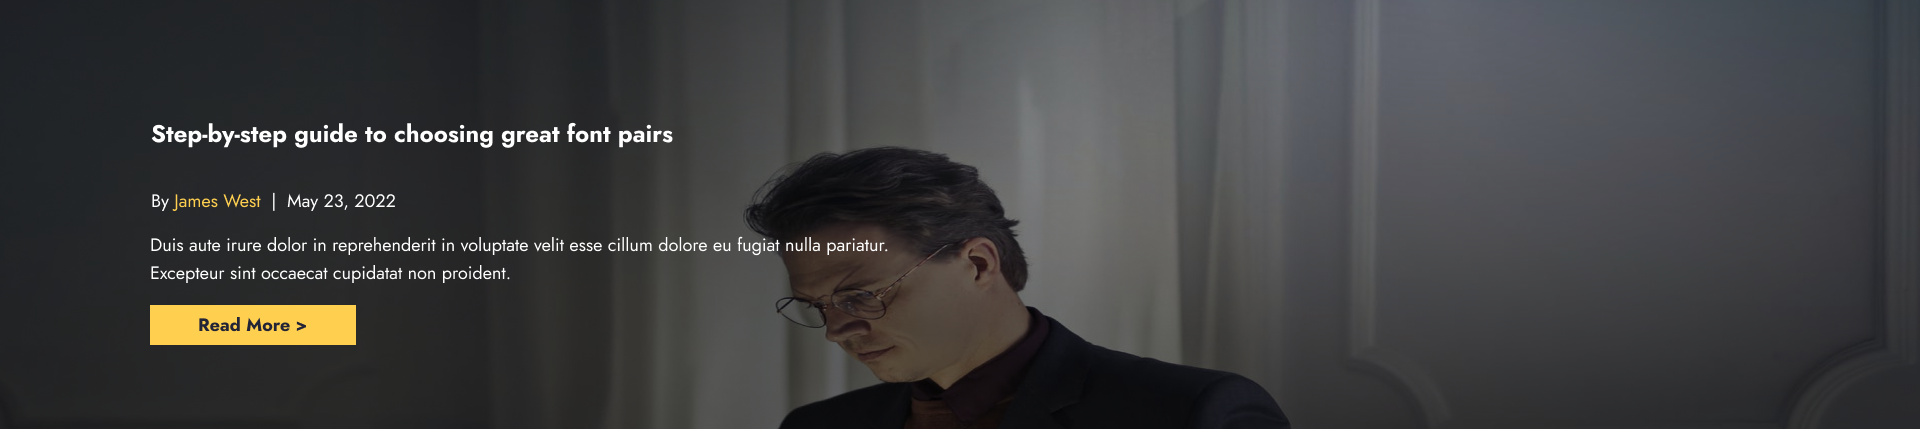 Step-by-step guide to choosing great font pairs
By James West | May 23, 2022
Duis aute irure dolor in reprehenderit in voluptate velit esse cillum dolore eu fugiat nulla pariatur.
Excepteur sint occaecat cupidatat non proident.
Read More >